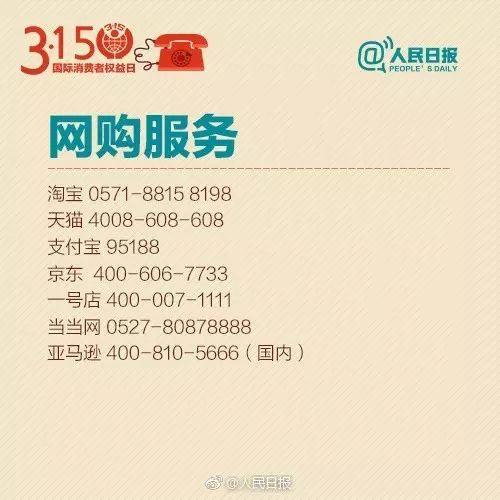 3·15
国际消费者权益日
3·15
@人民日报
PEOPLE'S DAILY
网购服务
淘宝 0571-8815 8198
天猫 4008-608-608
支付宝 95188
京东 400-606-7733
一号店 400-007-1111
当当网 0527-80878888
亚马逊 400-810-5666（国内）
@人民日报